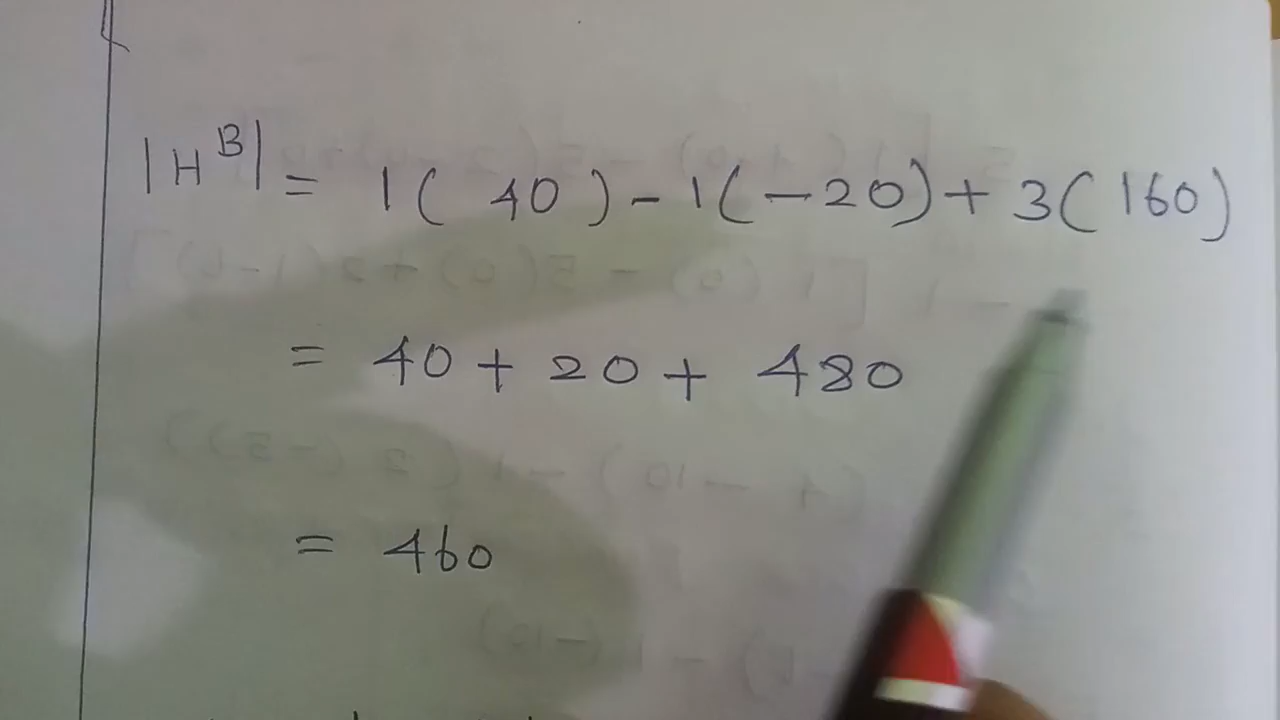 |H^B| = 1( 40 ) - 1(-20) + 3( 160)
= 40 + 20 + 480
= 460